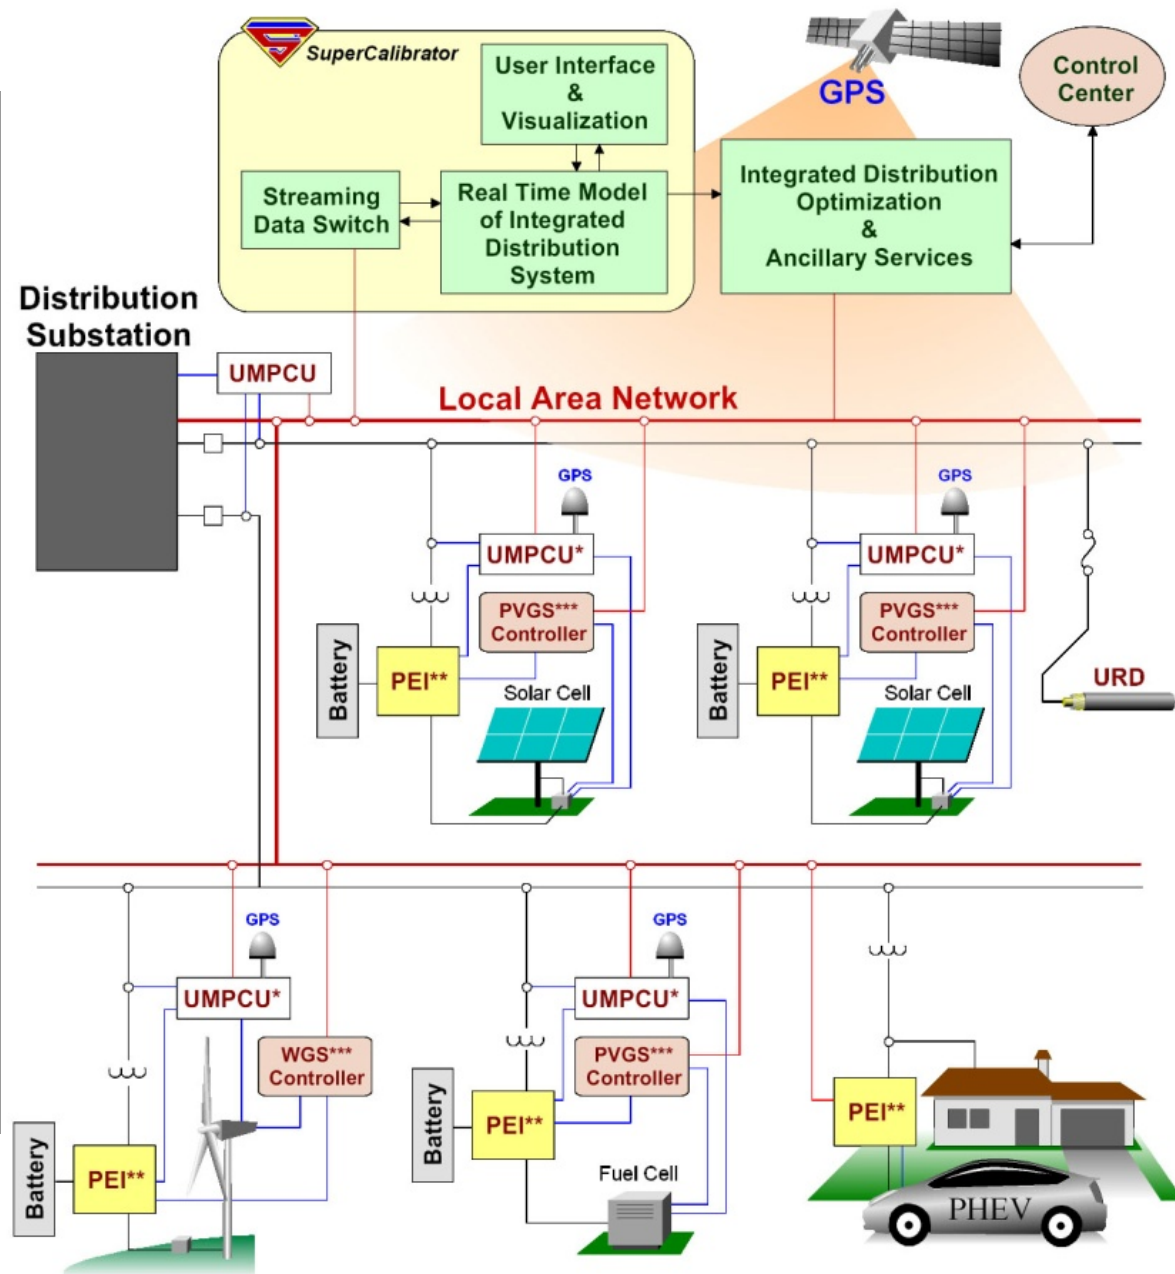 SuperCalibrator
User Interface
&
Visualization
GPS
Control
Center
Streaming
Data Switch
Real Time Model
of Integrated
Distribution
System
Integrated Distribution
Optimization
&
Ancillary Services
Distribution
Substation
UMPCU
Local Area Network
GPS
UMPCU*
PVGS***
Controller
Battery
PEI**
Solar Cell
GPS
UMPCU*
PVGS***
Controller
Battery
PEI**
Solar Cell
URD
GPS
UMPCU*
WGS***
Controller
Battery
PEI**
GPS
UMPCU*
PVGS***
Controller
Battery
PEI**
Fuel Cell
PEI**
PHEV